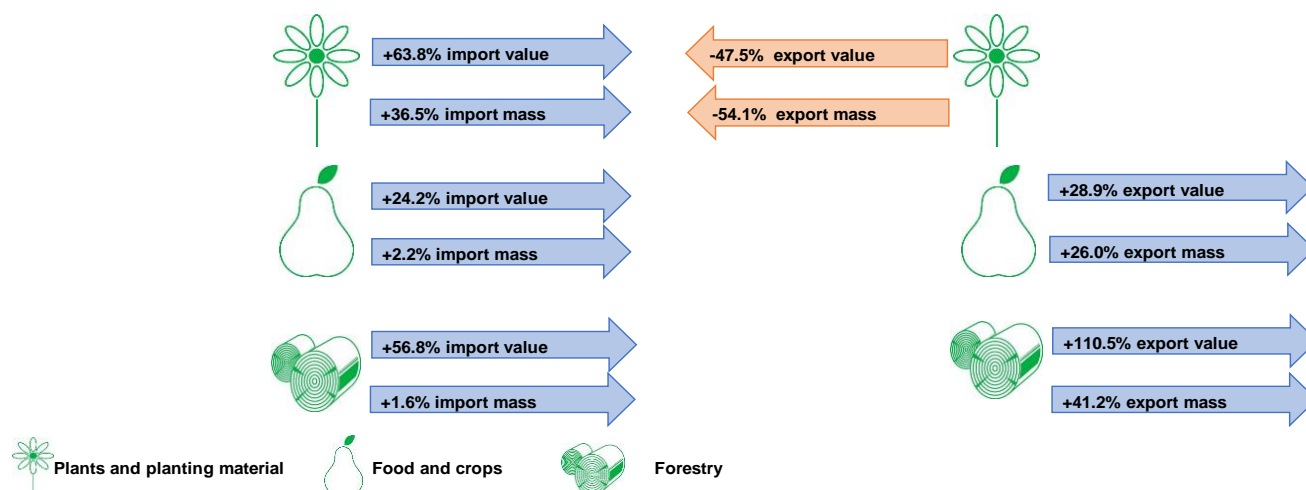 +63.8% import value
-47.5% export value
+36.5% import mass
-54.1% export mass
+24.2% import value
+28.9% export value
+2.2% import mass
+26.0% export mass
+56.8% import value
+110.5% export value
+1.6% import mass
+41.2% export mass
Plants and planting material
Food and crops
Forestry